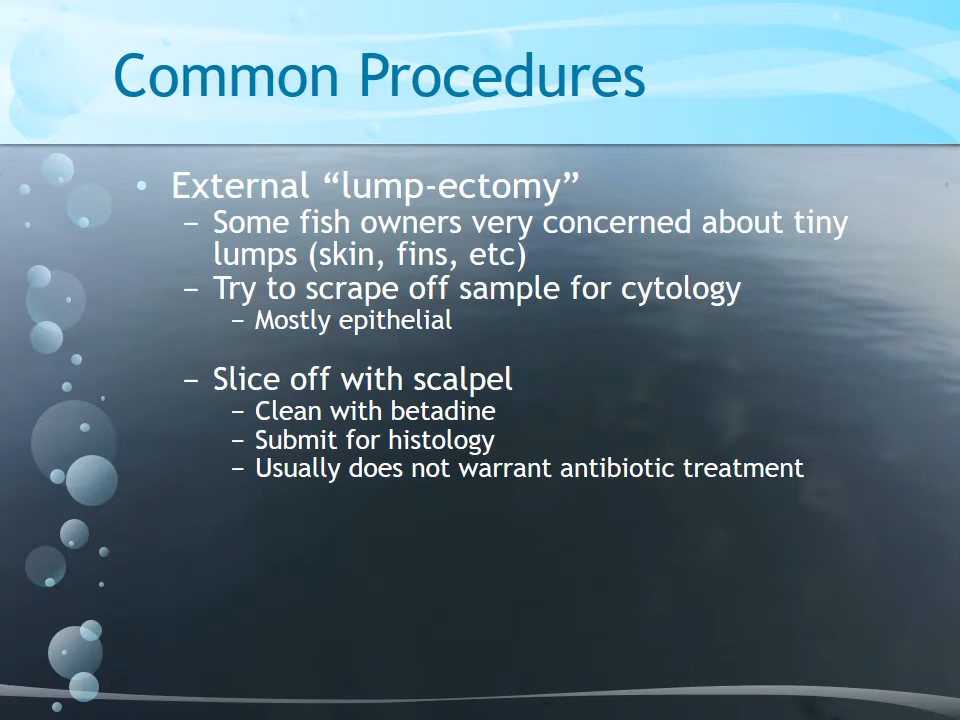 Common Procedures
• External “lump-ectomy”
– Some fish owners very concerned about tiny
lumps (skin, fins, etc)
– Try to scrape off sample for cytology
– Mostly epithelial
– Slice off with scalpel
– Clean with betadine
– Submit for histology
– Usually does not warrant antibiotic treatment